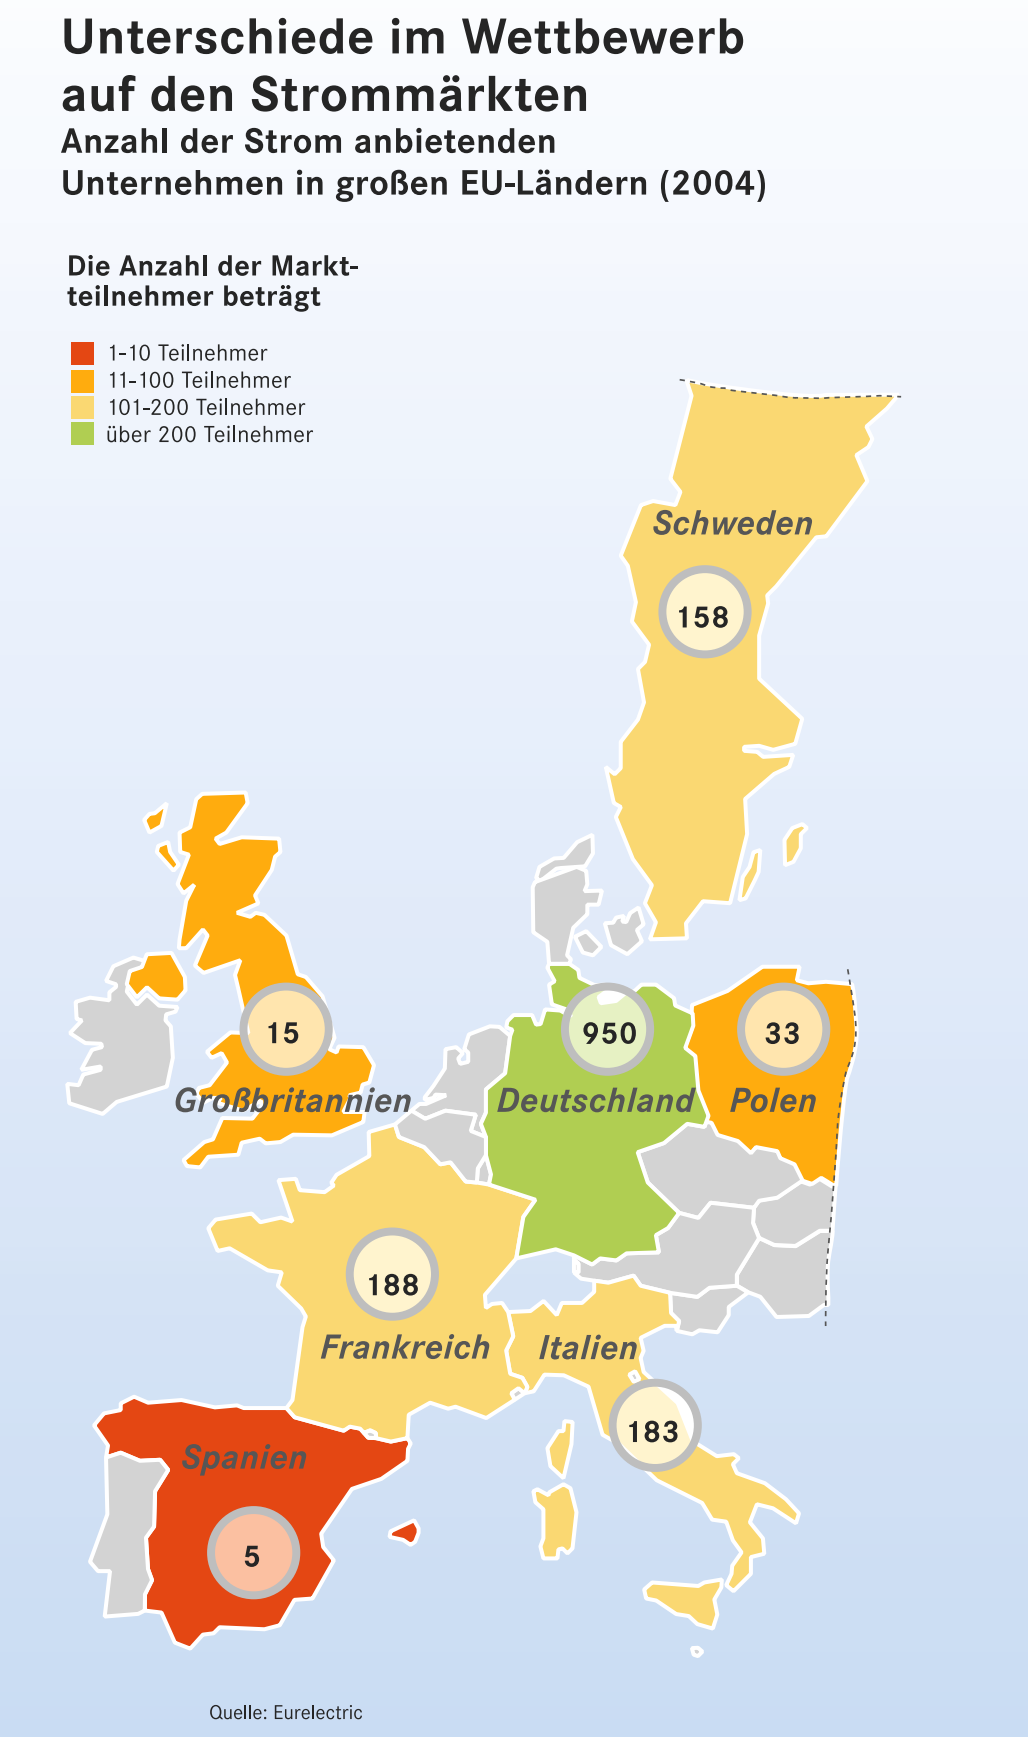 Unterschiede im Wettbewerb
auf den Strommärkten
Anzahl der Strom anbietenden
Unternehmen in großen EU-Ländern (2004)
Die Anzahl der Markt-
teilnehmer beträgt
1-10 Teilnehmer
11-100 Teilnehmer
101-200 Teilnehmer
über 200 Teilnehmer
Schweden
158
15
950
33
Großbritannien
Deutschland
Polen
188
Frankreich
Italien
183
Spanien
5
Quelle: Eurelectric